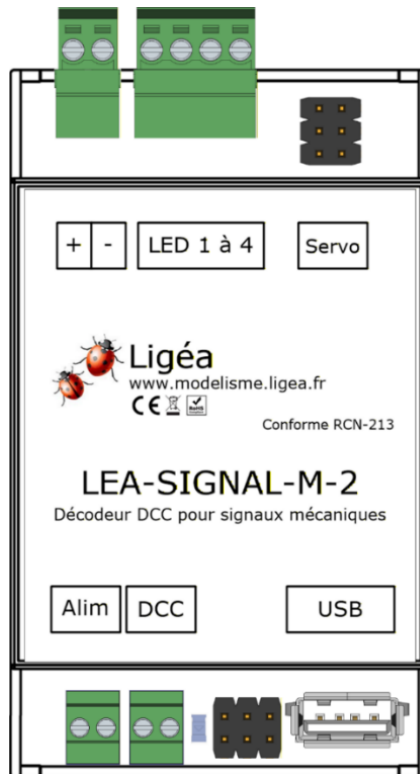 + - LED 1 à 4 Servo
Ligéa
www.modelisme.ligea.fr
CE RoHS
Conforme RCN-213
LEA-SIGNAL-M-2
Décodeur DCC pour signaux mécaniques
Alim DCC USB